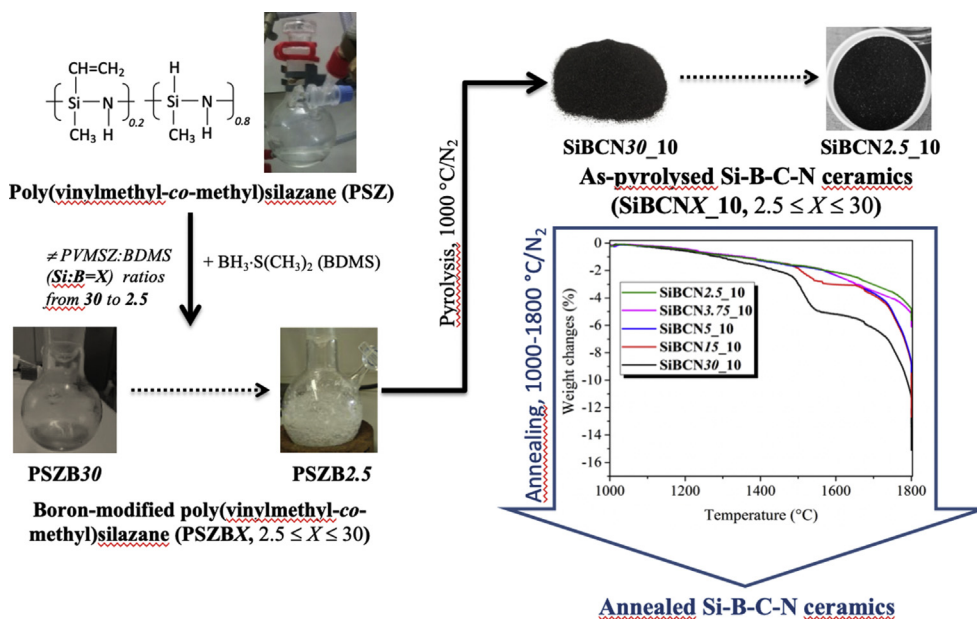 CH=CH₂
H
Si
N
Si
N
0.2
0.8
CH₃
H
CH₃
H
Poly(vinylmethyl-co-methyl)silazane (PSZ)
≠ PVMSZ:BDMS
(Si:B=X) ratios
from 30 to 2.5
+ BH₃·S(CH₃)₂ (BDMS)
PSZB30
PSZB2.5
Boron-modified poly(vinylmethyl-co-
methyl)silazane (PSZBX, 2.5 ≤ X ≤ 30)
Pyrolysis, 1000 °C/N₂
SiBCN30_10
SiBCN2.5_10
As-pyrolysed Si-B-C-N ceramics
(SiBCNX_10, 2.5 ≤ X ≤ 30)
Annealing, 1000-1800 °C/N₂
Weight changes (%)
0
-2
-4
-6
-8
-10
-12
-14
-16
SiBCN2.5_10
SiBCN3.75_10
SiBCN5_10
SiBCN15_10
SiBCN30_10
1000
1200
1400
1600
1800
Temperature (°C)
Annealed Si-B-C-N ceramics